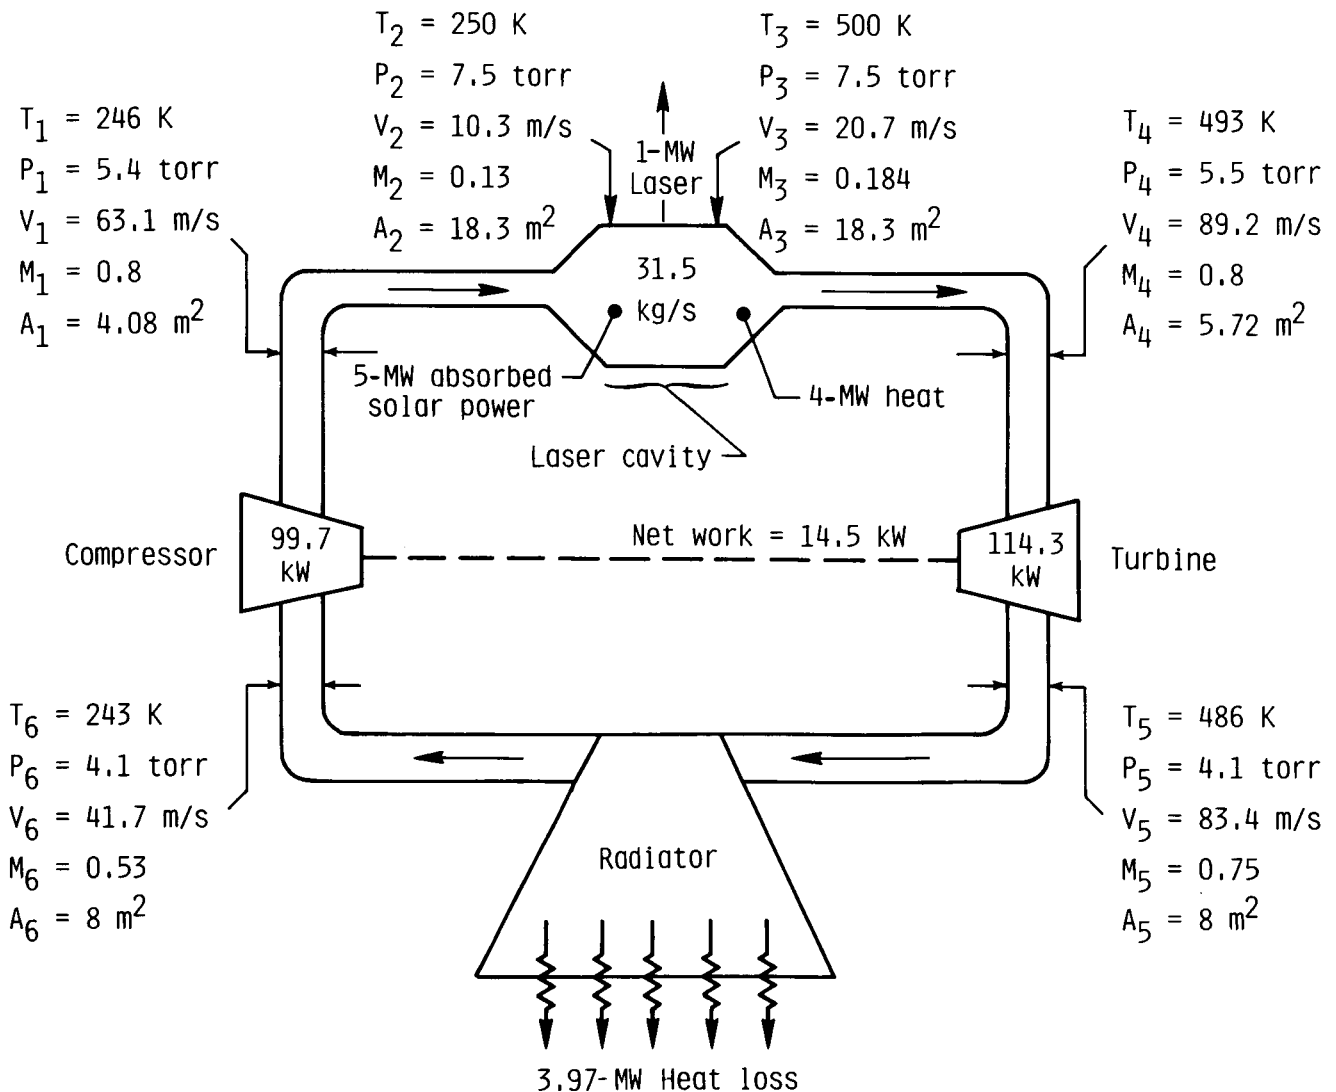 T2 = 250 K
P2 = 7.5 torr
V2 = 10.3 m/s
M2 = 0.13
A2 = 18.3 m2
T3 = 500 K
P3 = 7.5 torr
V3 = 20.7 m/s
M3 = 0.184
A3 = 18.3 m2
T1 = 246 K
P1 = 5.4 torr
V1 = 63.1 m/s
M1 = 0.8
A1 = 4.08 m2
1-MW
Laser
T4 = 493 K
P4 = 5.5 torr
V4 = 89.2 m/s
M4 = 0.8
A4 = 5.72 m2
31.5
kg/s
5-MW absorbed
solar power
4-MW heat
Laser cavity
Compressor
99.7
kW
Net work = 14.5 kW
114.3
kW
Turbine
T6 = 243 K
P6 = 4.1 torr
V6 = 41.7 m/s
M6 = 0.53
A6 = 8 m2
T5 = 486 K
P5 = 4.1 torr
V5 = 83.4 m/s
M5 = 0.75
A5 = 8 m2
Radiator
3.97-MW Heat loss